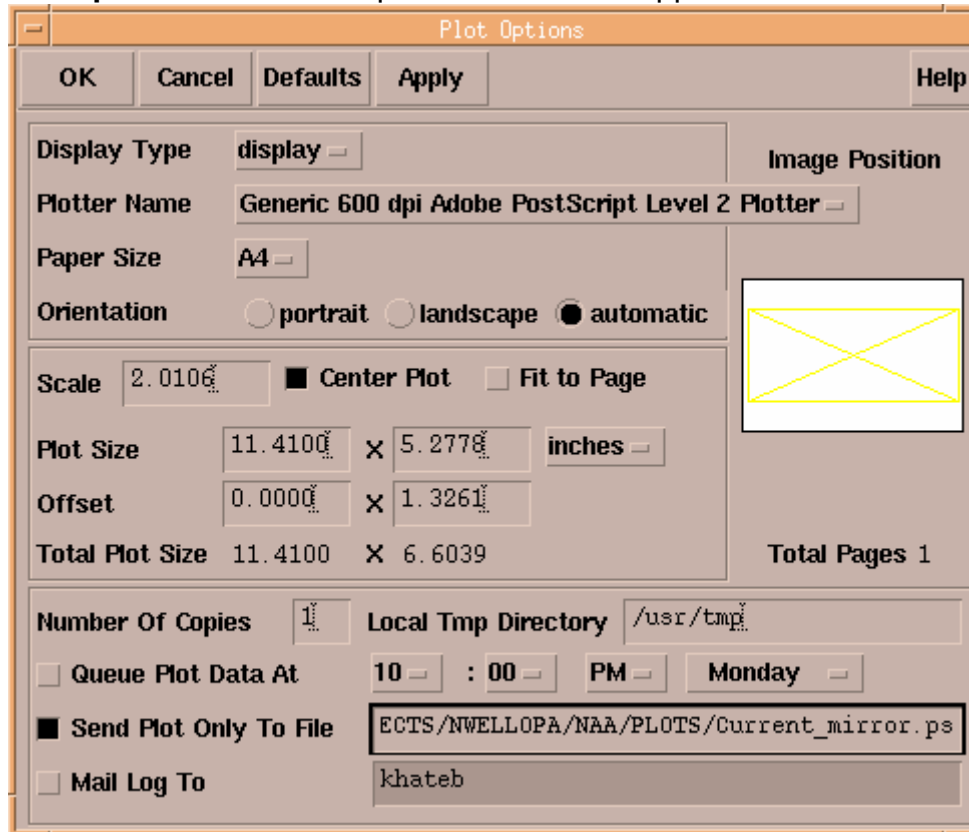 Plot Options
OK Cancel Defaults Apply Help
Display Type display Image Position
Plotter Name Generic 600 dpi Adobe PostScript Level 2 Plotter
Paper Size A4
Orientation portrait landscape automatic
Scale 2.0106 Center Plot Fit to Page
Plot Size 11.4100 X 5.2778 inches
Offset 0.0000 X 1.3261
Total Plot Size 11.4100 X 6.6039 Total Pages 1
Number Of Copies 1 Local Tmp Directory /usr/tmp
Queue Plot Data At 10 : 00 PM Monday
Send Plot Only To File ECTS/NWELLOPA/NAA/PLOTS/Current_mirror.ps
Mail Log To khateb